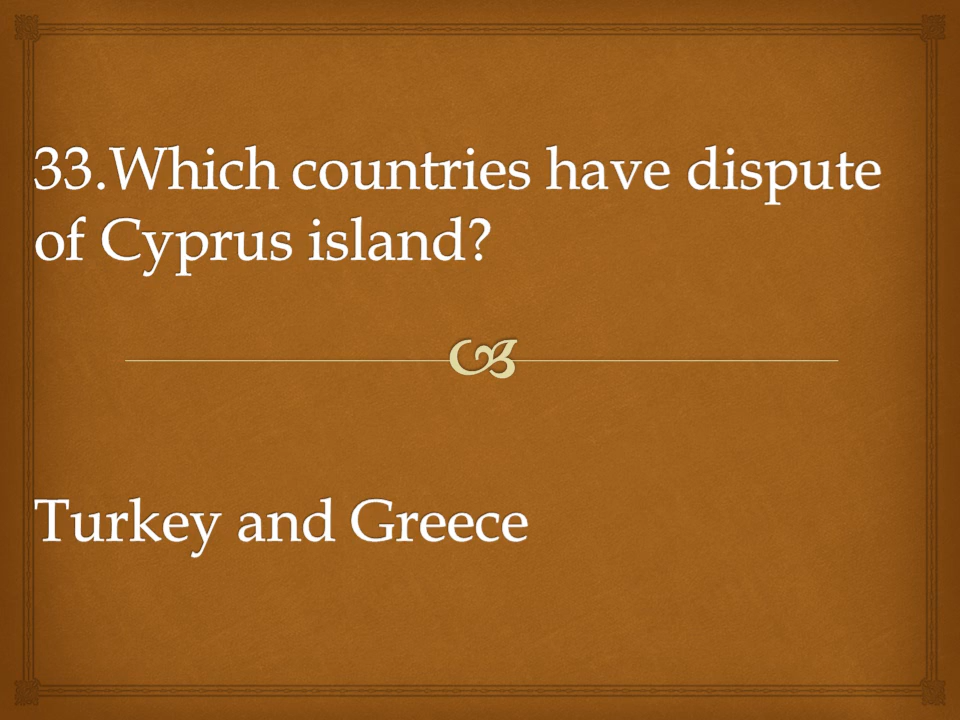 33.Which countries have dispute
of Cyprus island?
Turkey and Greece